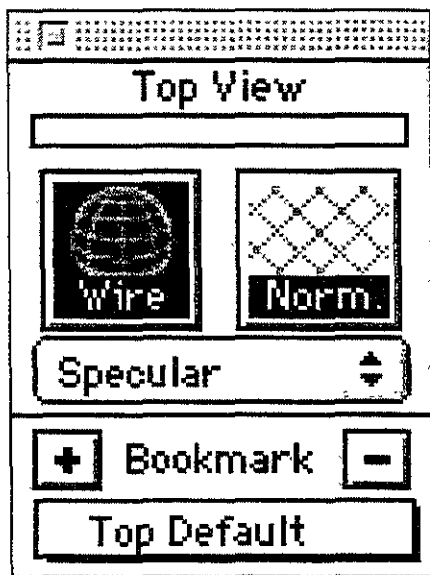 Top View
Wire Norm.
Specular
+ Bookmark -
Top Default